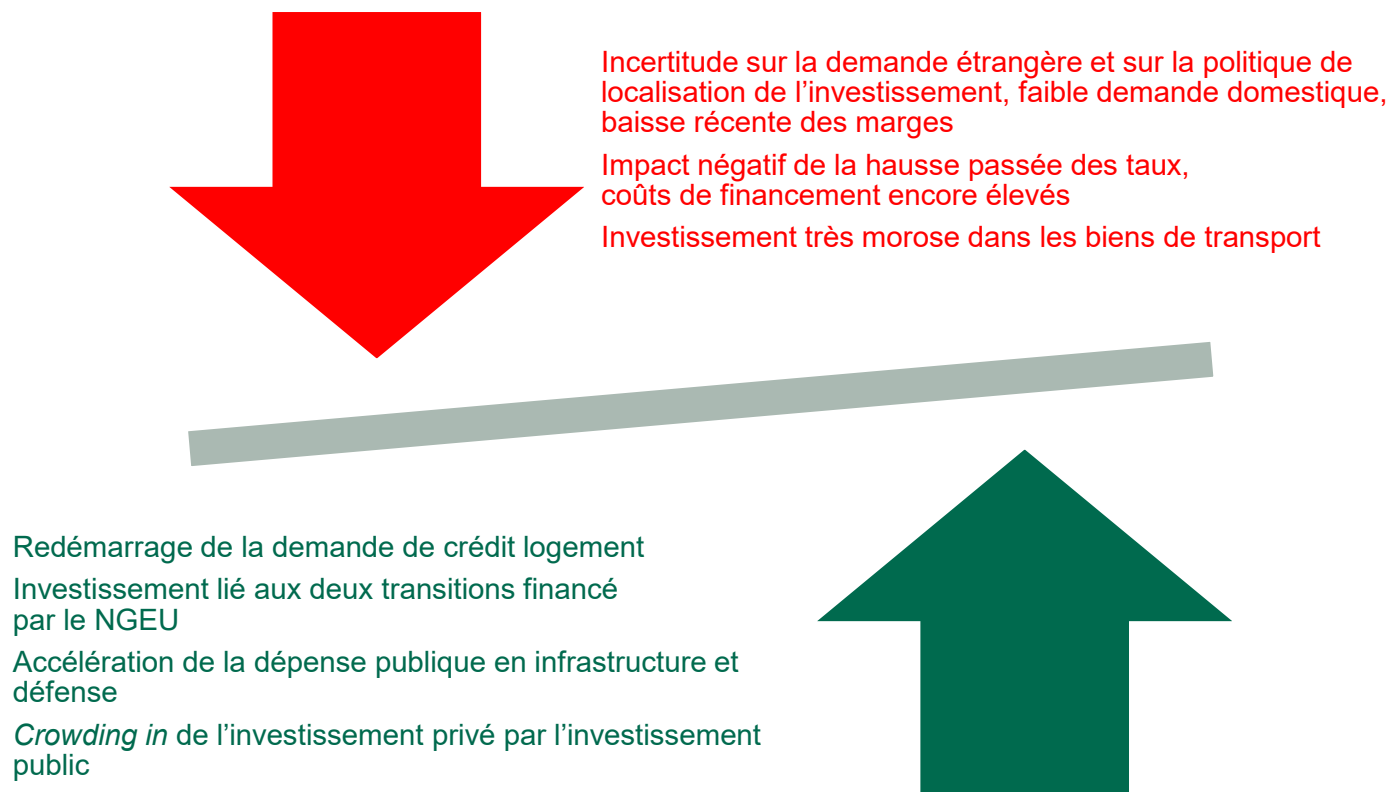 Incertitude sur la demande étrangère et sur la politique de
localisation de l’investissement, faible demande domestique,
baisse récente des marges
Impact négatif de la hausse passée des taux,
coûts de financement encore élevés
Investissement très morose dans les biens de transport
Redémarrage de la demande de crédit logement
Investissement lié aux deux transitions financé
par le NGEU
Accélération de la dépense publique en infrastructure et
défense
Crowding in de l’investissement privé par l’investissement
public